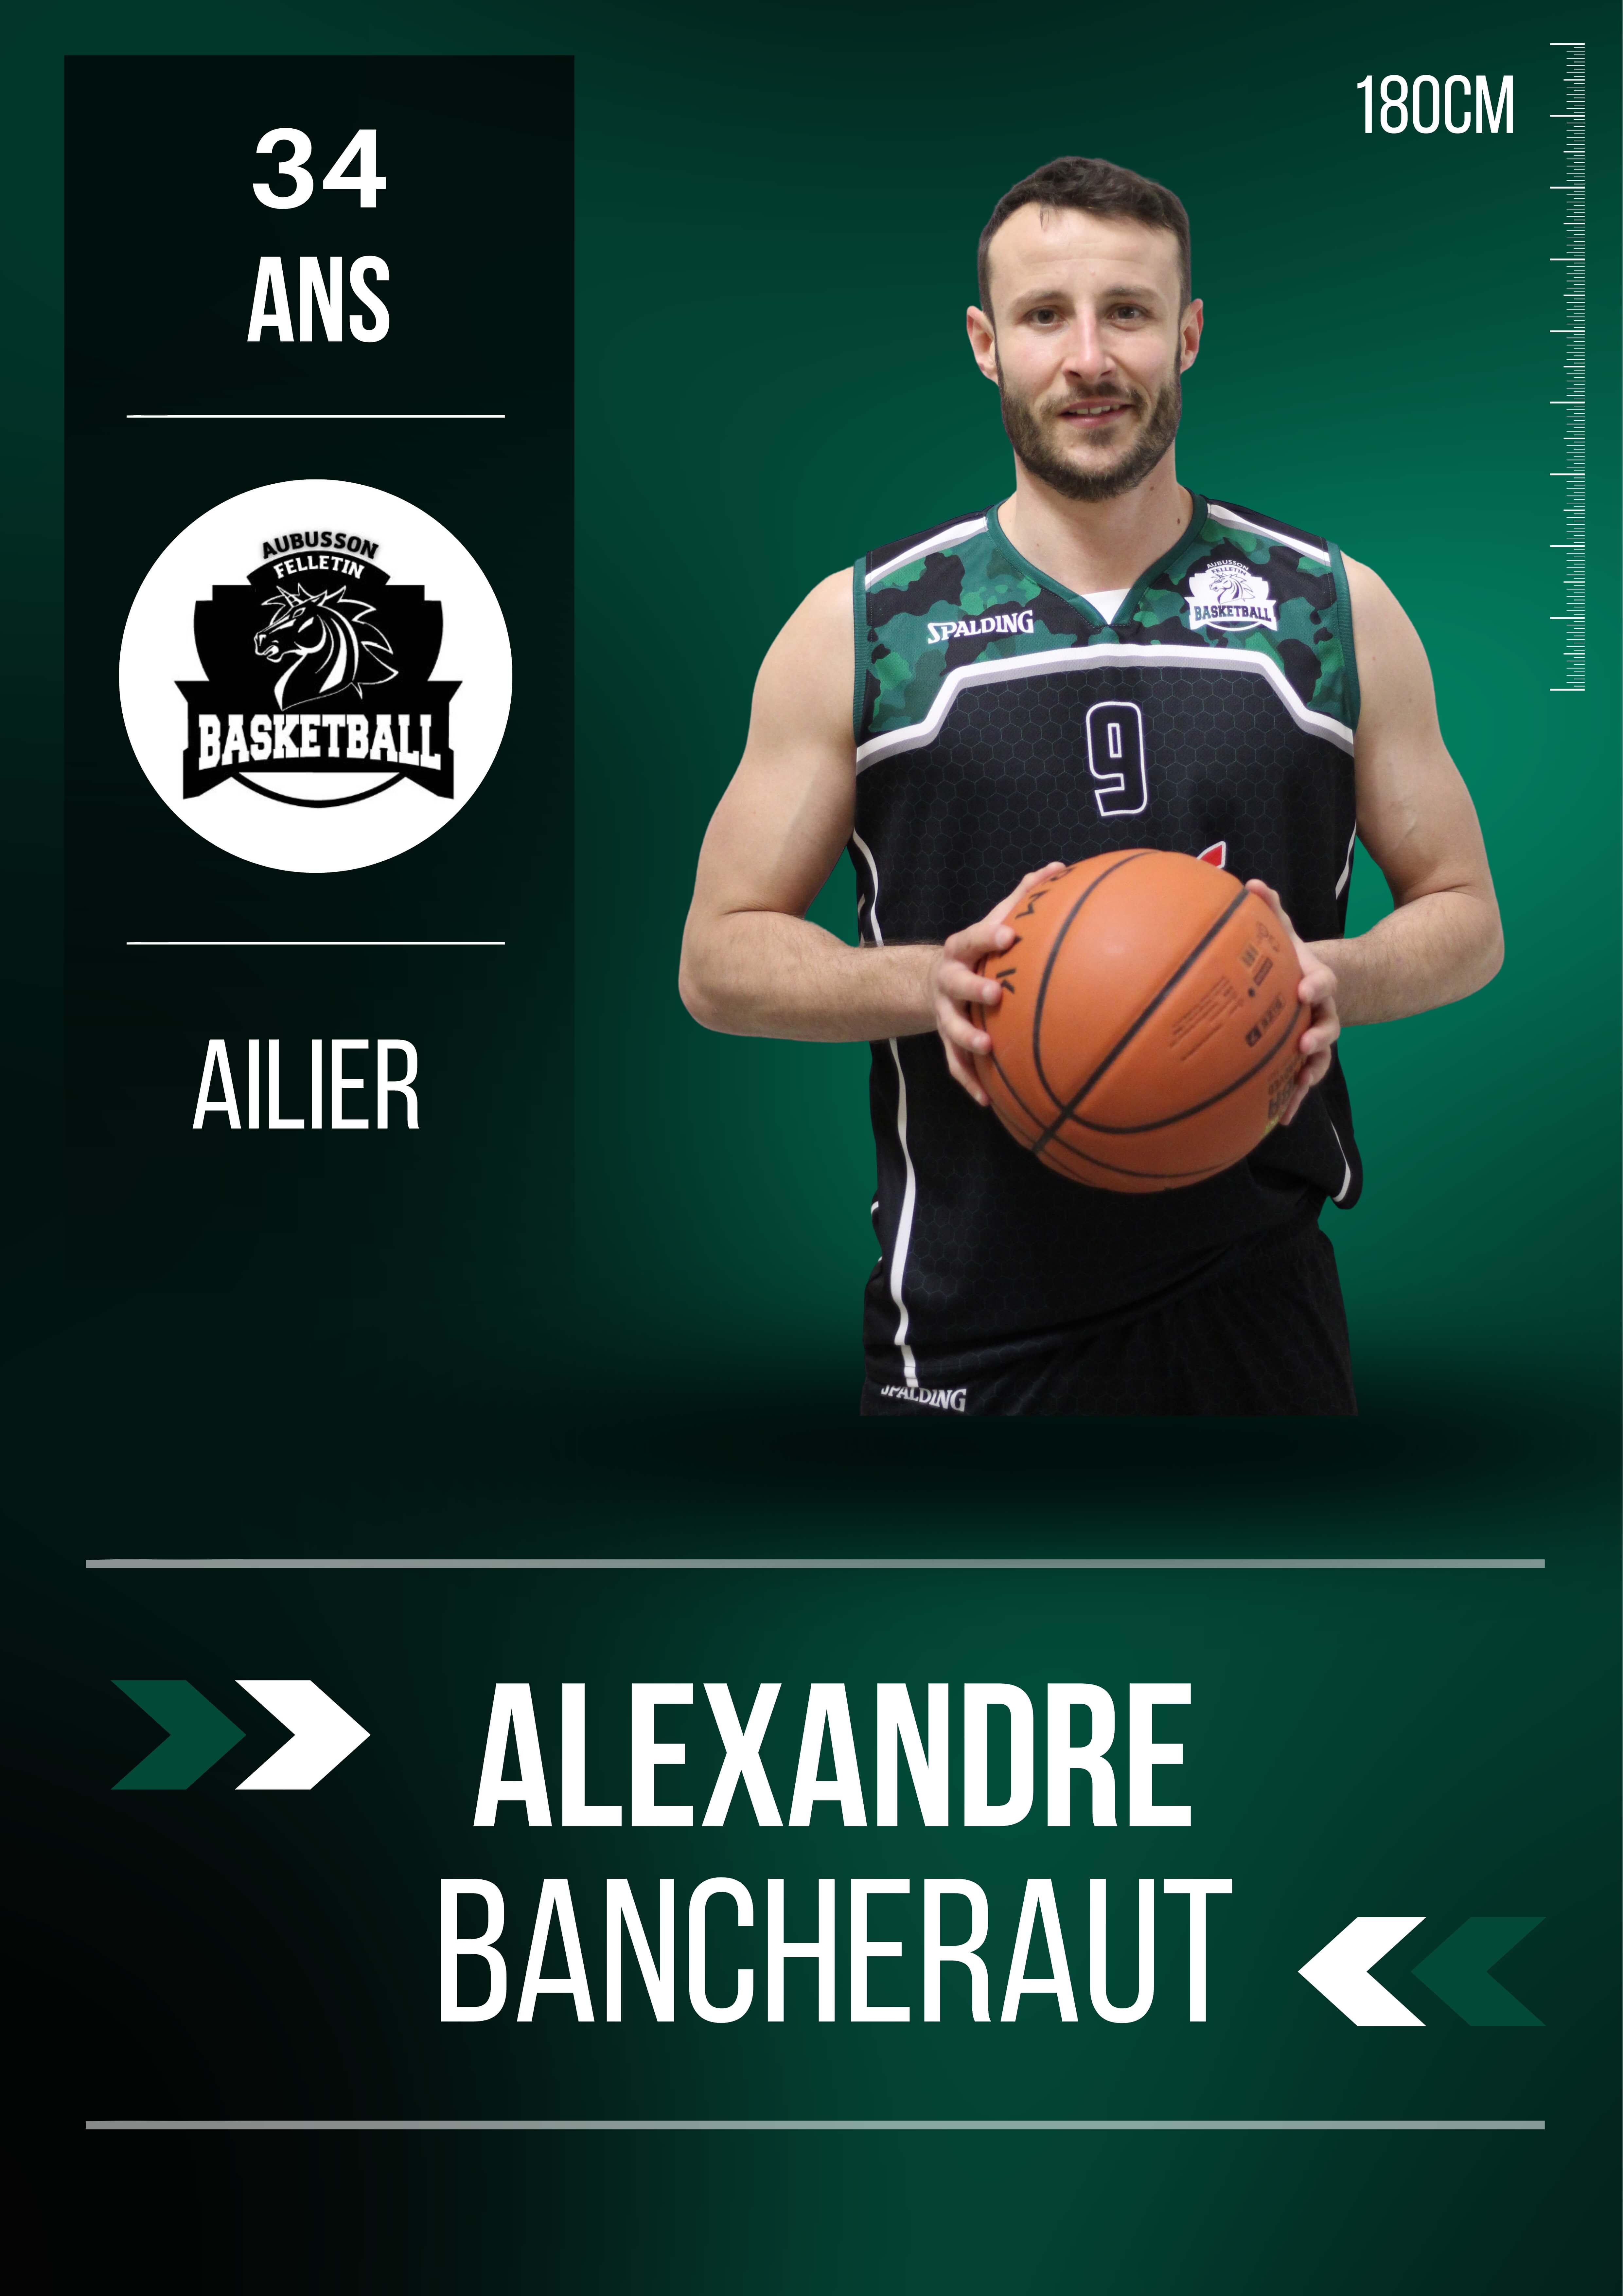 34
ANS
AUBUSSON
FELLETIN
BASKETBALL
AILIER
180CM
SPALDING
AUBUSSON
FELLETIN
BASKETBALL
9
SPALDING
ALEXANDRE
BANCHERAUT